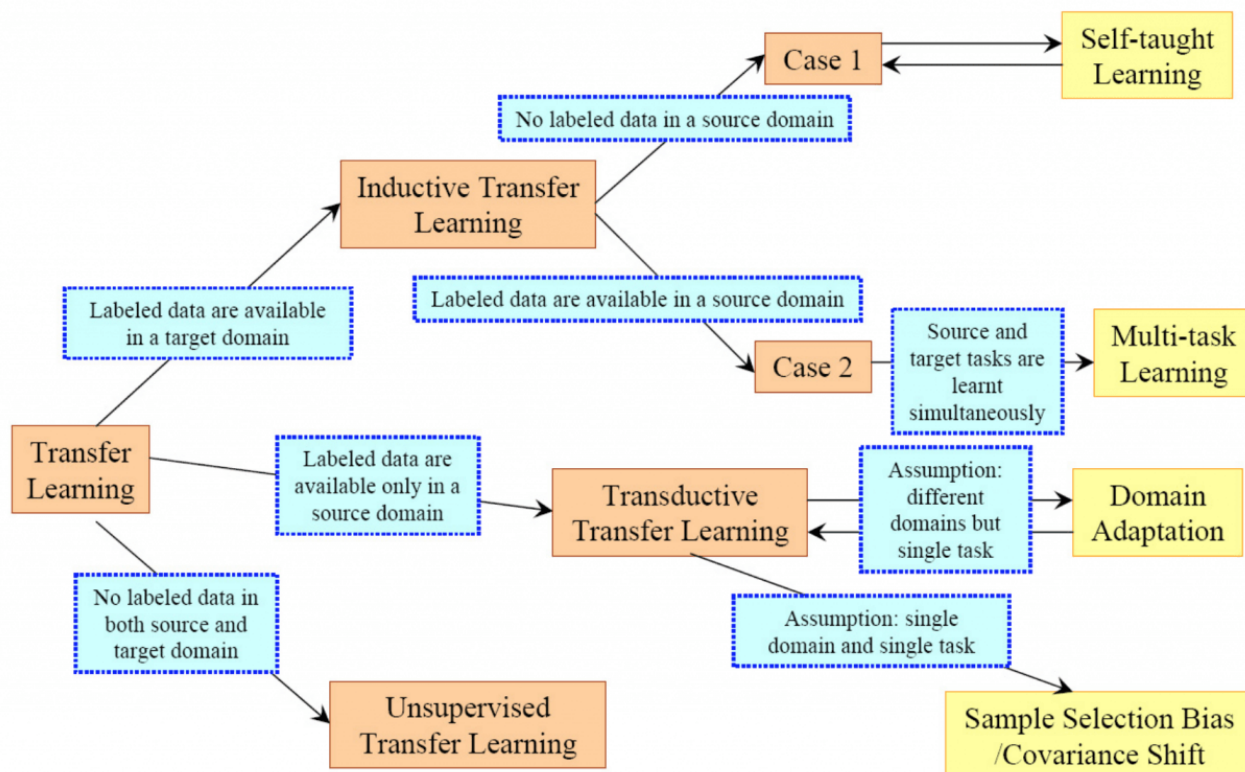 Case 1
Self-taught
Learning
No labeled data in a source domain
Inductive Transfer
Learning
Labeled data are available
in a target domain
Labeled data are available in a source domain
Case 2
Source and
target tasks are
learnt
simultaneously
Multi-task
Learning
Transfer
Learning
Labeled data are
available only in a
source domain
Transductive
Transfer Learning
Assumption:
different
domains but
single task
Domain
Adaptation
No labeled data in
both source and
target domain
Assumption: single
domain and single task
Unsupervised
Transfer Learning
Sample Selection Bias
/Covariance Shift